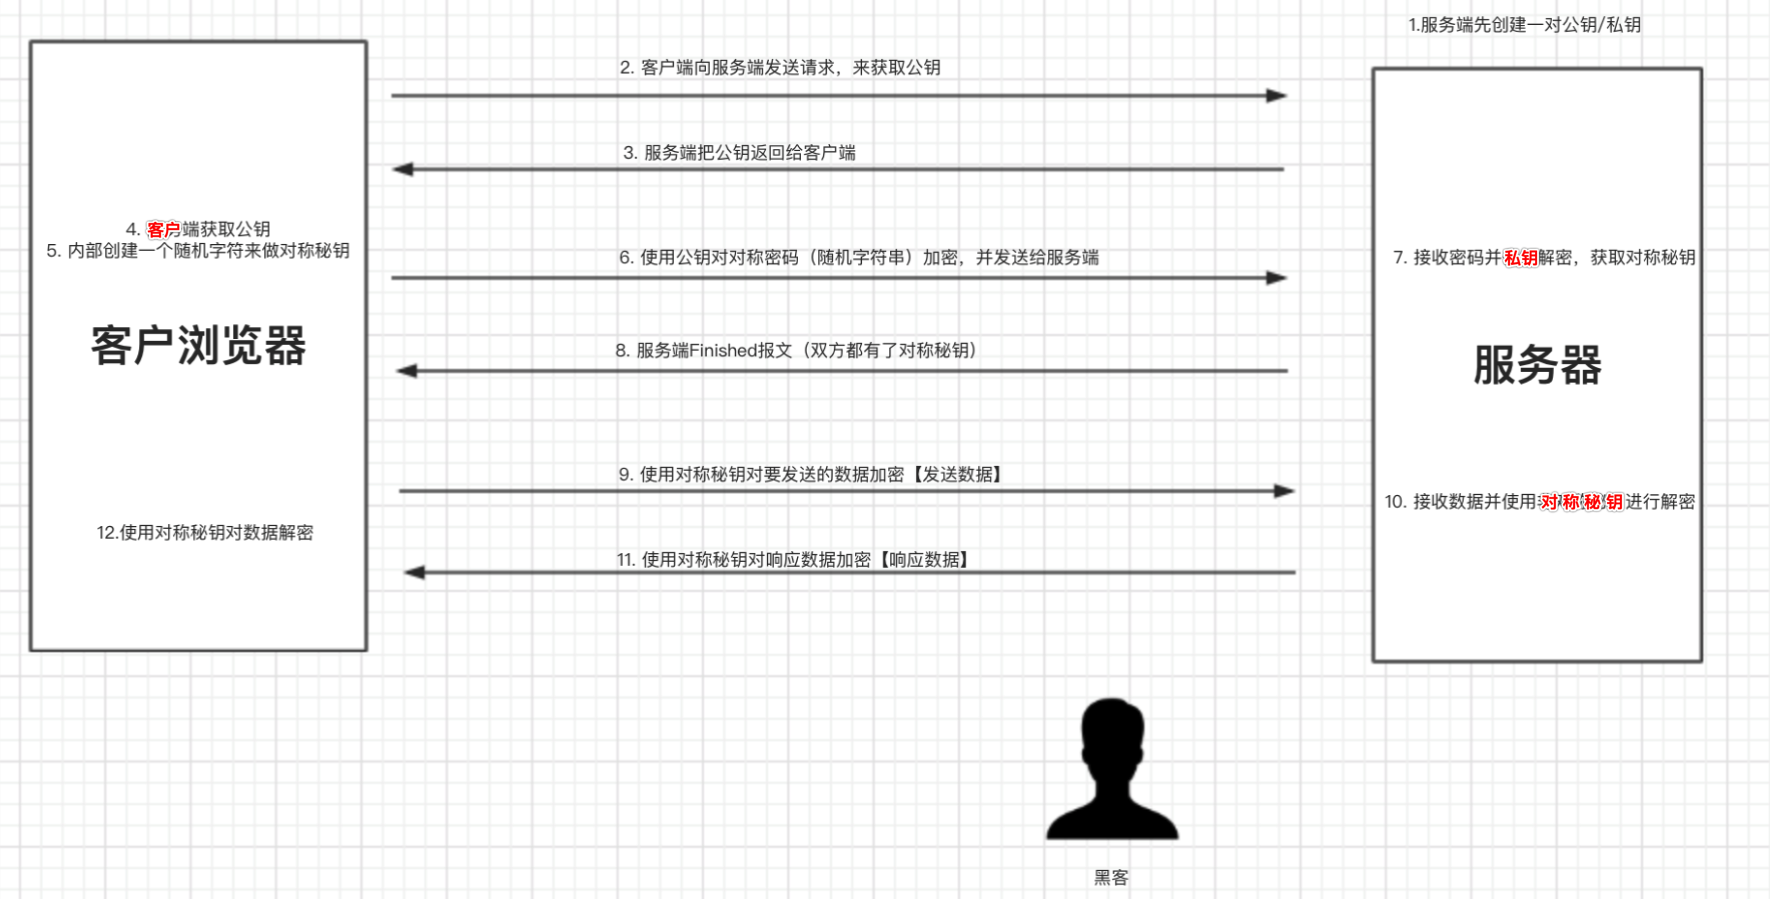 1.服务端先创建一对公钥/私钥
2. 客户端向服务端发送请求，来获取公钥
3. 服务端把公钥返回给客户端
4. 客户端获取公钥
5. 内部创建一个随机字符来做对称秘钥
6. 使用公钥对对称密码（随机字符串）加密，并发送给服务端
7. 接收密码并私钥解密，获取对称秘钥
客户浏览器
8. 服务端Finished报文（双方都有了对称秘钥）
服务器
9. 使用对称秘钥对要发送的数据加密【发送数据】
10. 接收数据并使用对称秘钥进行解密
12.使用对称秘钥对数据解密
11. 使用对称秘钥对响应数据加密【响应数据】
黑客